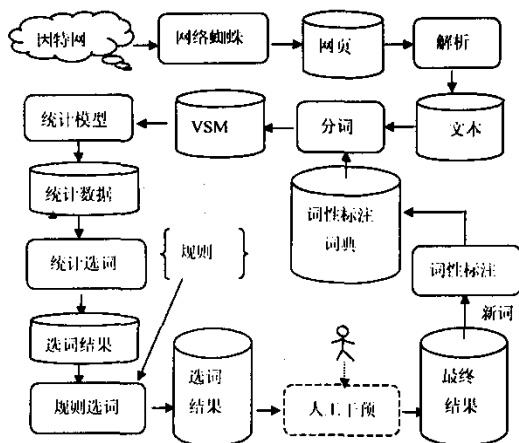 因特网
网络蜘蛛
网页
解析
统计模型
VSM
分词
文本
统计数据
词性标注
词典
统计选词
{规则}
词性标注
新词
选词结果
选词
结果
最终
结果
规则选词
人工干预